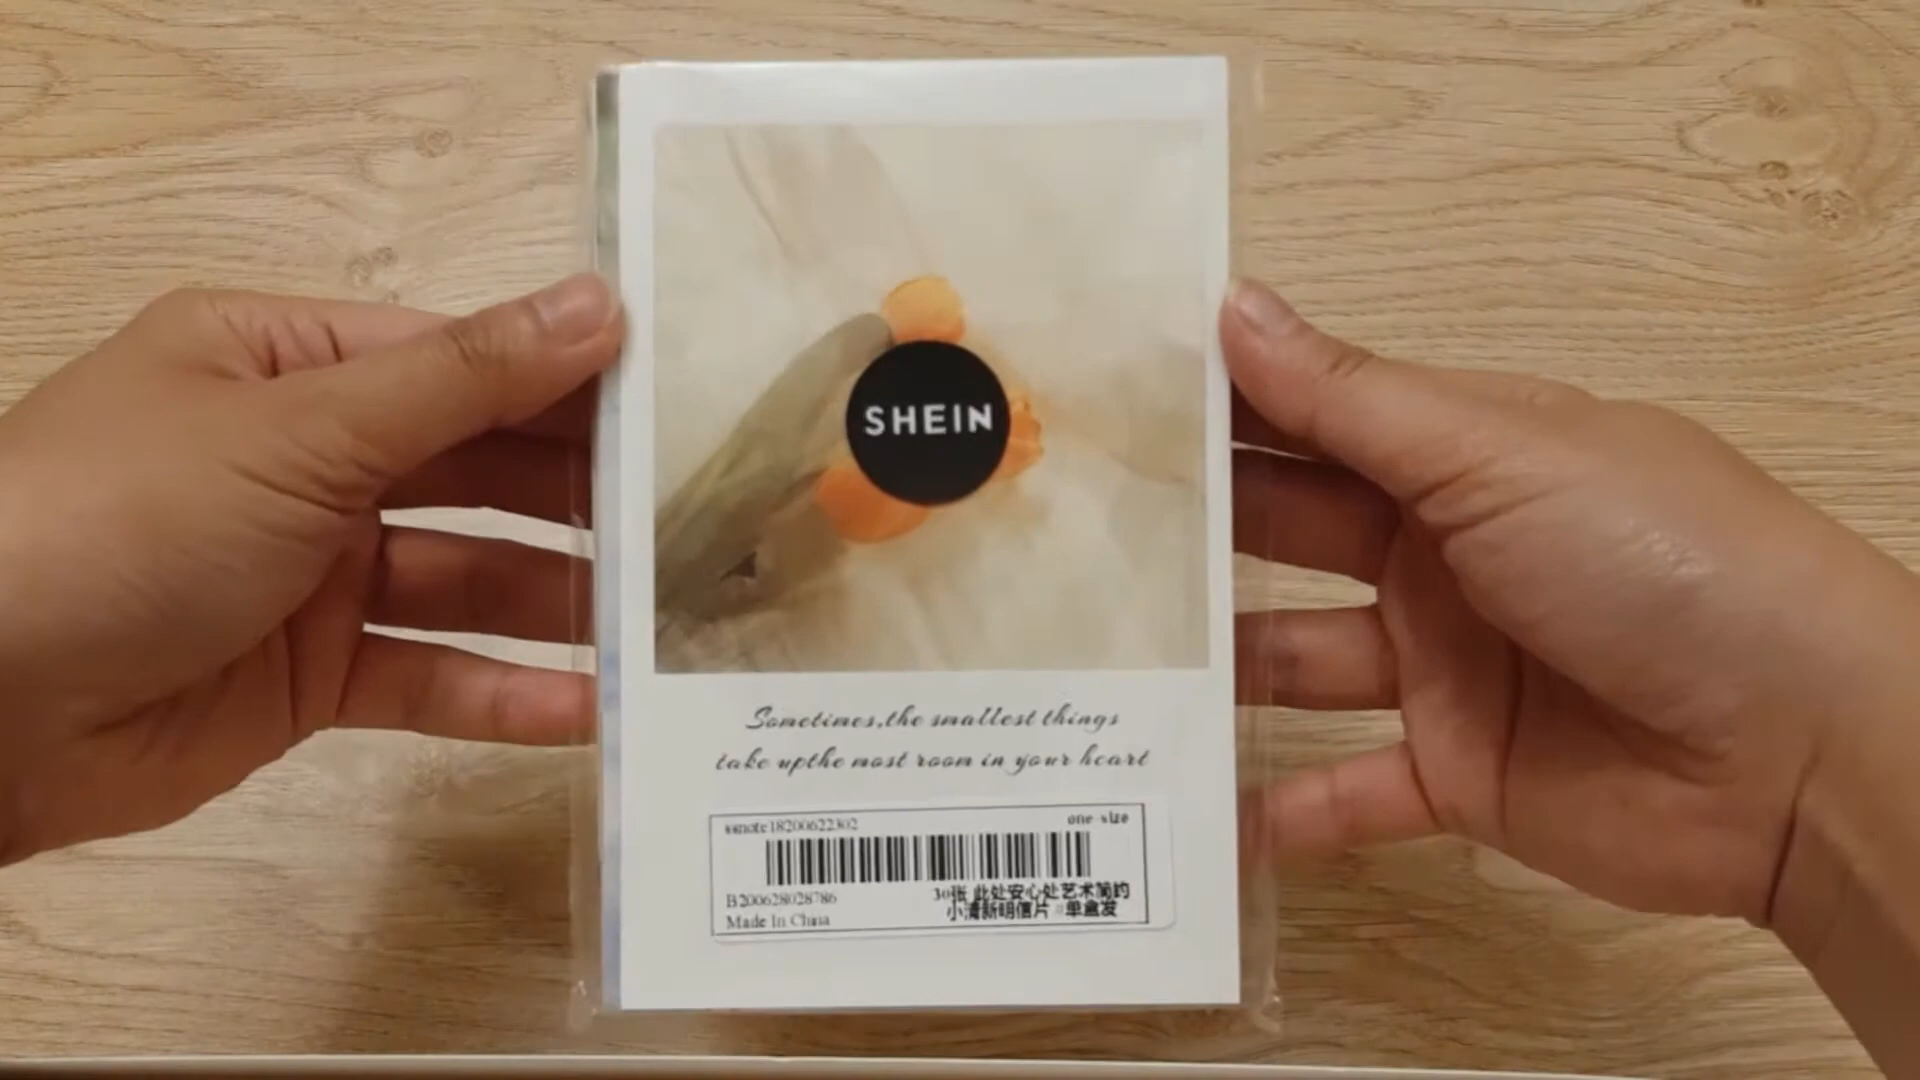 SHEIN
Sometimes,the smallest things
take upthe most room in your heart
ssnote18200622302
one-size
B200628028786
30张 此处安心处艺术简约
Made In China
小清新明信片 #单盒发